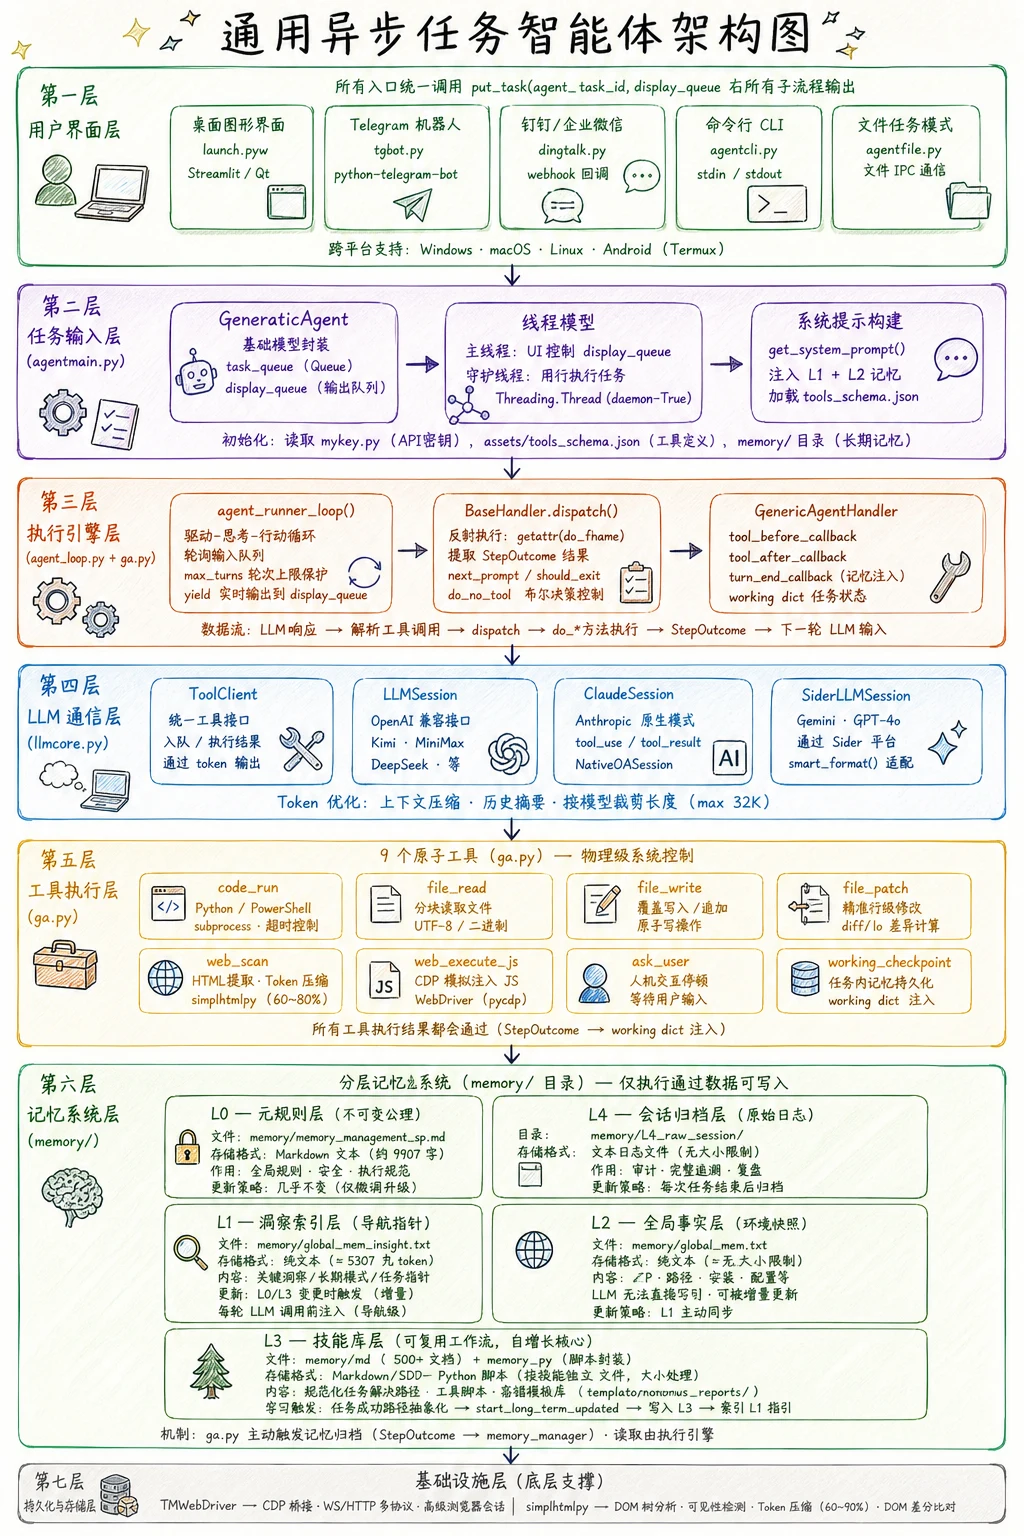 通用异步任务智能体架构图
第一层
用户界面层
所有入口统一调用 put_task(agent_task_id, display_queue 右所有子流程输出
桌面图形界面
launch.pyw
Streamlit / Qt
Telegram 机器人
tgbot.py
python-telegram-bot
钉钉/企业微信
dingtalk.py
webhook 回调
命令行 CLI
agentcli.py
stdin / stdout
>_
文件任务模式
agentfile.py
文件 IPC 通信
跨平台支持: Windows · macOS · Linux · Android (Termux)
第二层
任务输入层
(agentmain.py)
GeneraticAgent
基础模型封装
task_queue (Queue)
display_queue (输出队列)
线程模型
主线程: UI 控制 display_queue
守护线程: 用行执行任务
Threading.Thread (daemon-True)
系统提示构建
get_system_prompt()
注入 L1 + L2 记忆
加载 tools_schema.json
初始化: 读取 mykey.py (API密钥) , assets/tools_schema.json (工具定义) , memory/ 目录 (长期记忆)
第三层
执行引擎层
(agent_loop.py + ga.py)
agent_runner_loop()
驱动-思考-行动循环
轮询输入队列
max_turns 轮次上限保护
yield 实时输出到 display_queue
BaseHandler.dispatch()
反射执行: getattr(do_fname)
提取 StepOutcome 结果
next_prompt / should_exit
do_no_tool 布尔决策控制
GenericAgentHandler
tool_before_callback
tool_after_callback
turn_end_callback (记忆注入)
working dict 任务状态
数据流: LLM响应 → 解析工具调用 → dispatch → do_*方法执行 → StepOutcome → 下一轮 LLM 输入
第四层
LLM 通信层
(llmcore.py)
ToolClient
统一工具接口
入队 / 执行结果
通过 token 输出
LLMSession
OpenAI 兼容接口
Kimi · MiniMax
DeepSeek · 等
ClaudeSession
Anthropic 原生模式
tool_use / tool_result
NativeOASession
AI
SiderLLMSession
Gemini · GPT-4o
通过 Sider 平台
smart_format() 适配
Token 优化: 上下文压缩 · 历史摘要 · 按模型裁剪长度 (max 32K)
第五层
工具执行层
(ga.py)
9 个原子工具 (ga.py) — 物理级系统控制
</>
code_run
Python / PowerShell
subprocess · 超时控制
file_read
分块读取文件
UTF-8 / 二进制
file_write
覆盖写入 / 追加
原子写操作
file_patch
精准行级修改
diff/lo 差异计算
web_scan
HTML提取 · Token 压缩
simplhtmlpy (60~80%)
JS
web_execute_js
CDP 模拟注入 JS
WebDriver (pycdp)
ask_user
人机交互停顿
等待用户输入
working_checkpoint
任务内记忆持久化
working dict 注入
所有工具执行结果都会通过 (StepOutcome → working dict 注入)
第六层
记忆系统层
(memory/)
分层记忆系统 (memory/ 目录) — 仅执行通过数据可写入
L0 — 元规则层 (不可变公理)
文件: memory/memory_management_sp.md
存储格式: Markdown 文本 (约 9907 字)
作用: 全局规则 · 安全 · 执行规范
更新策略: 几乎不变 (仅微调升级)
L4 — 会话归档层 (原始日志)
目录: memory/L4_raw_session/
存储格式: 文本日志文件 (无大小限制)
作用: 审计 · 完整追溯 · 复盘
更新策略: 每次任务结束后归档
L1 — 洞察索引层 (导航指针)
文件: memory/global_mem_insight.txt
存储格式: 纯文本 (≈ 5307 丸 token)
内容: 关键洞察/长期模式/任务指针
更新: L0/L3 变更时触发 (增量)
每轮 LLM 调用前注入 (导航级)
L2 — 全局事实层 (环境快照)
文件: memory/global_mem.txt
存储格式: 纯文本 (≈无大小限制)
内容: P · 路径 · 安装 · 配置等
LLM 无法直接写引 · 可被增量更新
更新策略: L1 主动同步
L3 — 技能库层 (可复用工作流, 自增长核心)
文件: memory/md ( 500+ 文档) + memory_py (脚本封装)
存储格式: Markdown/SDD— Python 脚本 (按技能独立 文件, 大小处理)
内容: 规范化任务解决路径 · 工具脚本 · 模板库
学习触发: 任务成功路径抽象化 → start_long_term_updated → 写入 L3 → 索引 L1 指引
机制: ga.py 主动触发记忆归档 (StepOutcome → memory_manager) · 读取由执行引擎
第七层
持久化与存储层
基础设施层 (底层支撑)
TMWebDriver → CDP 桥接 · WS/HTTP 多协议 · 高级浏览器会话 | simplhtmlpy → DOM 树分析 · 可见性检测 · Token 压缩 (60~90%) · DOM 差分比对